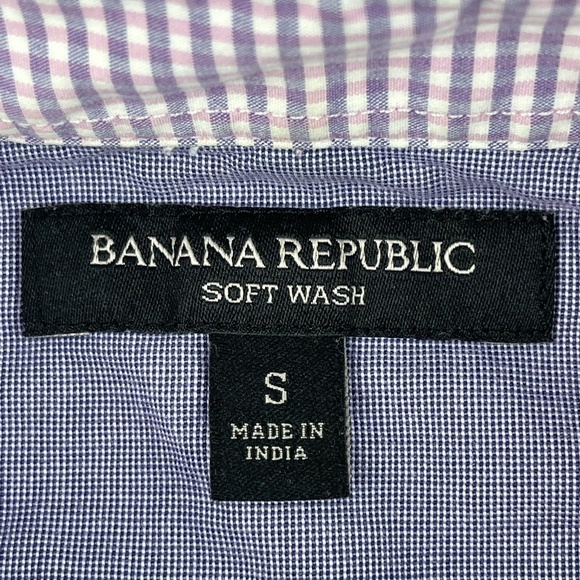 BANANA REPUBLIC
SOFT WASH
S
MADE IN
INDIA